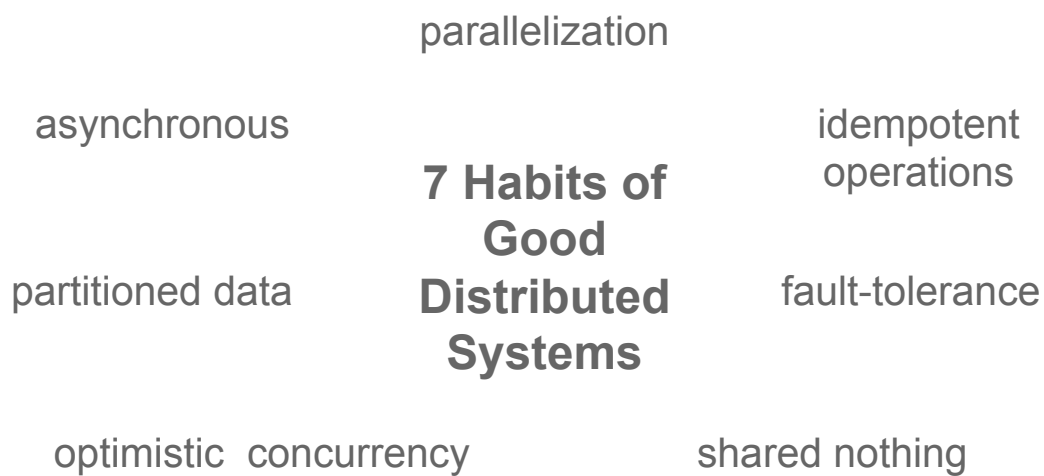 parallelization
asynchronous
idempotent
operations
7 Habits of
Good
Distributed
Systems
partitioned data
fault-tolerance
optimistic concurrency
shared nothing